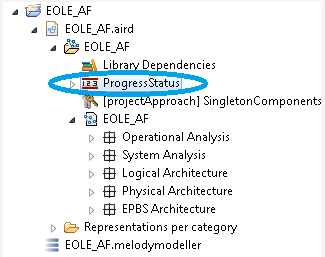 EOLE_AF
EOLE_AF.aird
EOLE_AF
Library Dependencies
123 ProgressStatus
[projectApproach] SingletonComponents
EOLE_AF
Operational Analysis
System Analysis
Logical Architecture
Physical Architecture
EPBS Architecture
Representations per category
EOLE_AF.melodymodeller